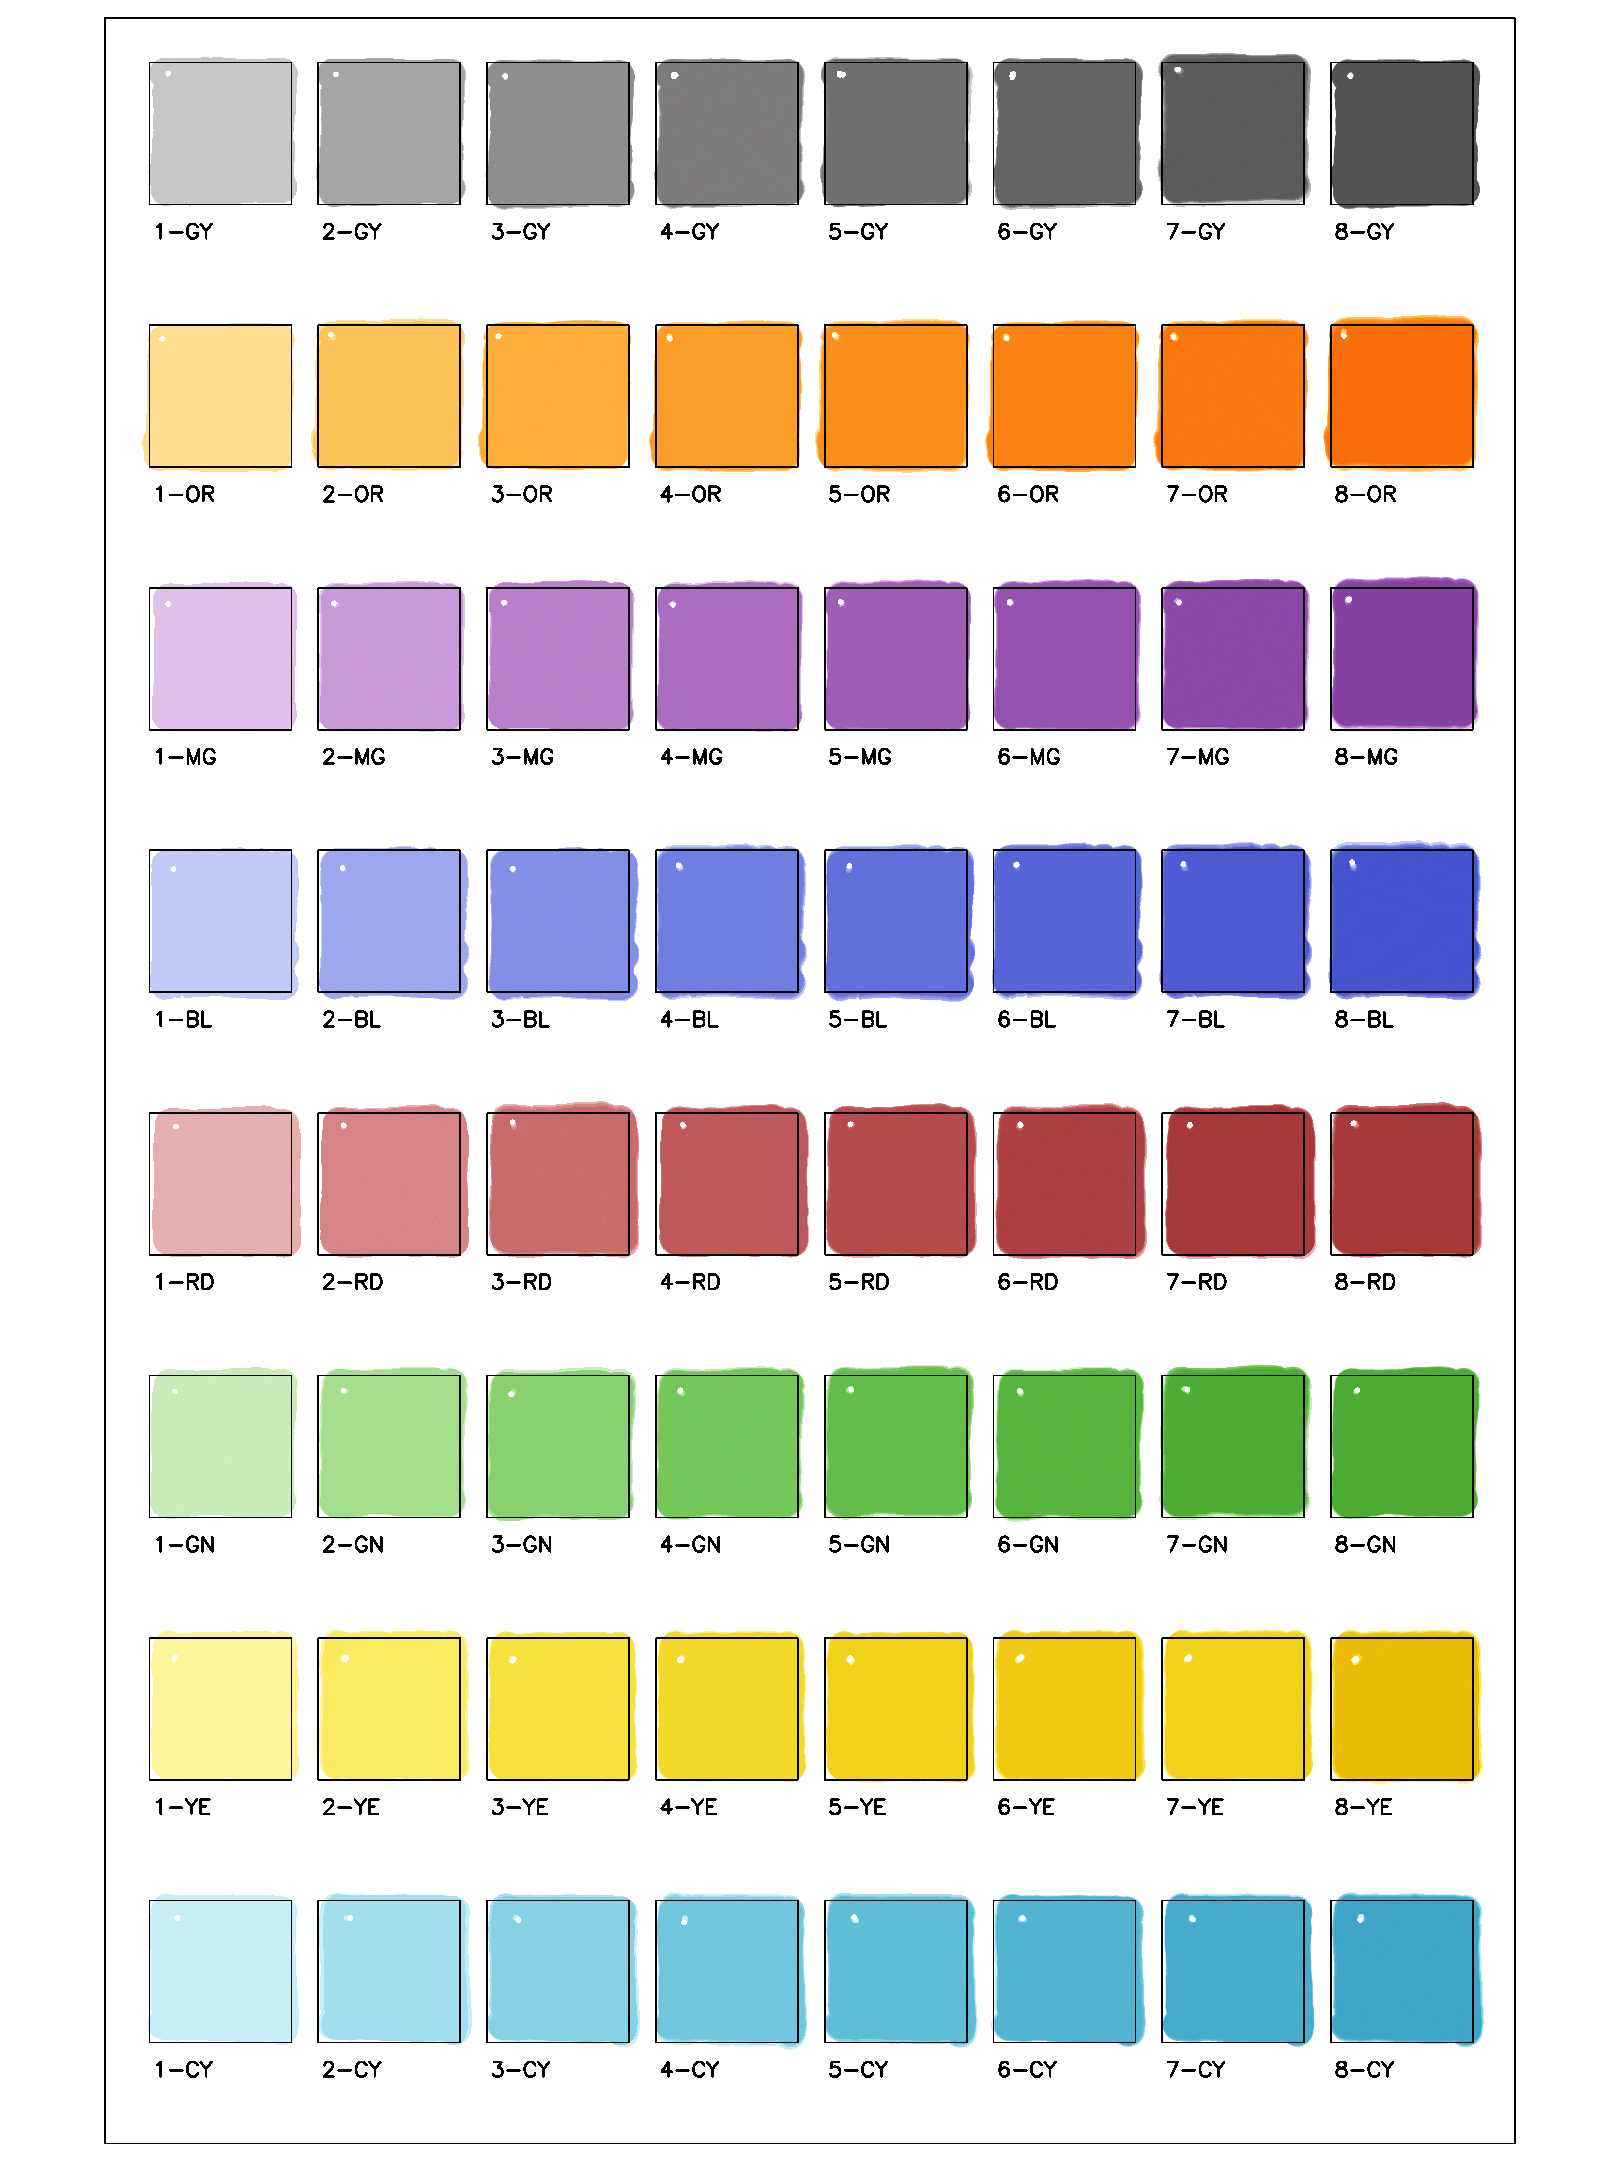 1-GY 2-GY 3-GY 4-GY 5-GY 6-GY 7-GY 8-GY
1-OR 2-OR 3-OR 4-OR 5-OR 6-OR 7-OR 8-OR
1-MG 2-MG 3-MG 4-MG 5-MG 6-MG 7-MG 8-MG
1-BL 2-BL 3-BL 4-BL 5-BL 6-BL 7-BL 8-BL
1-RD 2-RD 3-RD 4-RD 5-RD 6-RD 7-RD 8-RD
1-GN 2-GN 3-GN 4-GN 5-GN 6-GN 7-GN 8-GN
1-YE 2-YE 3-YE 4-YE 5-YE 6-YE 7-YE 8-YE
1-CY 2-CY 3-CY 4-CY 5-CY 6-CY 7-CY 8-CY